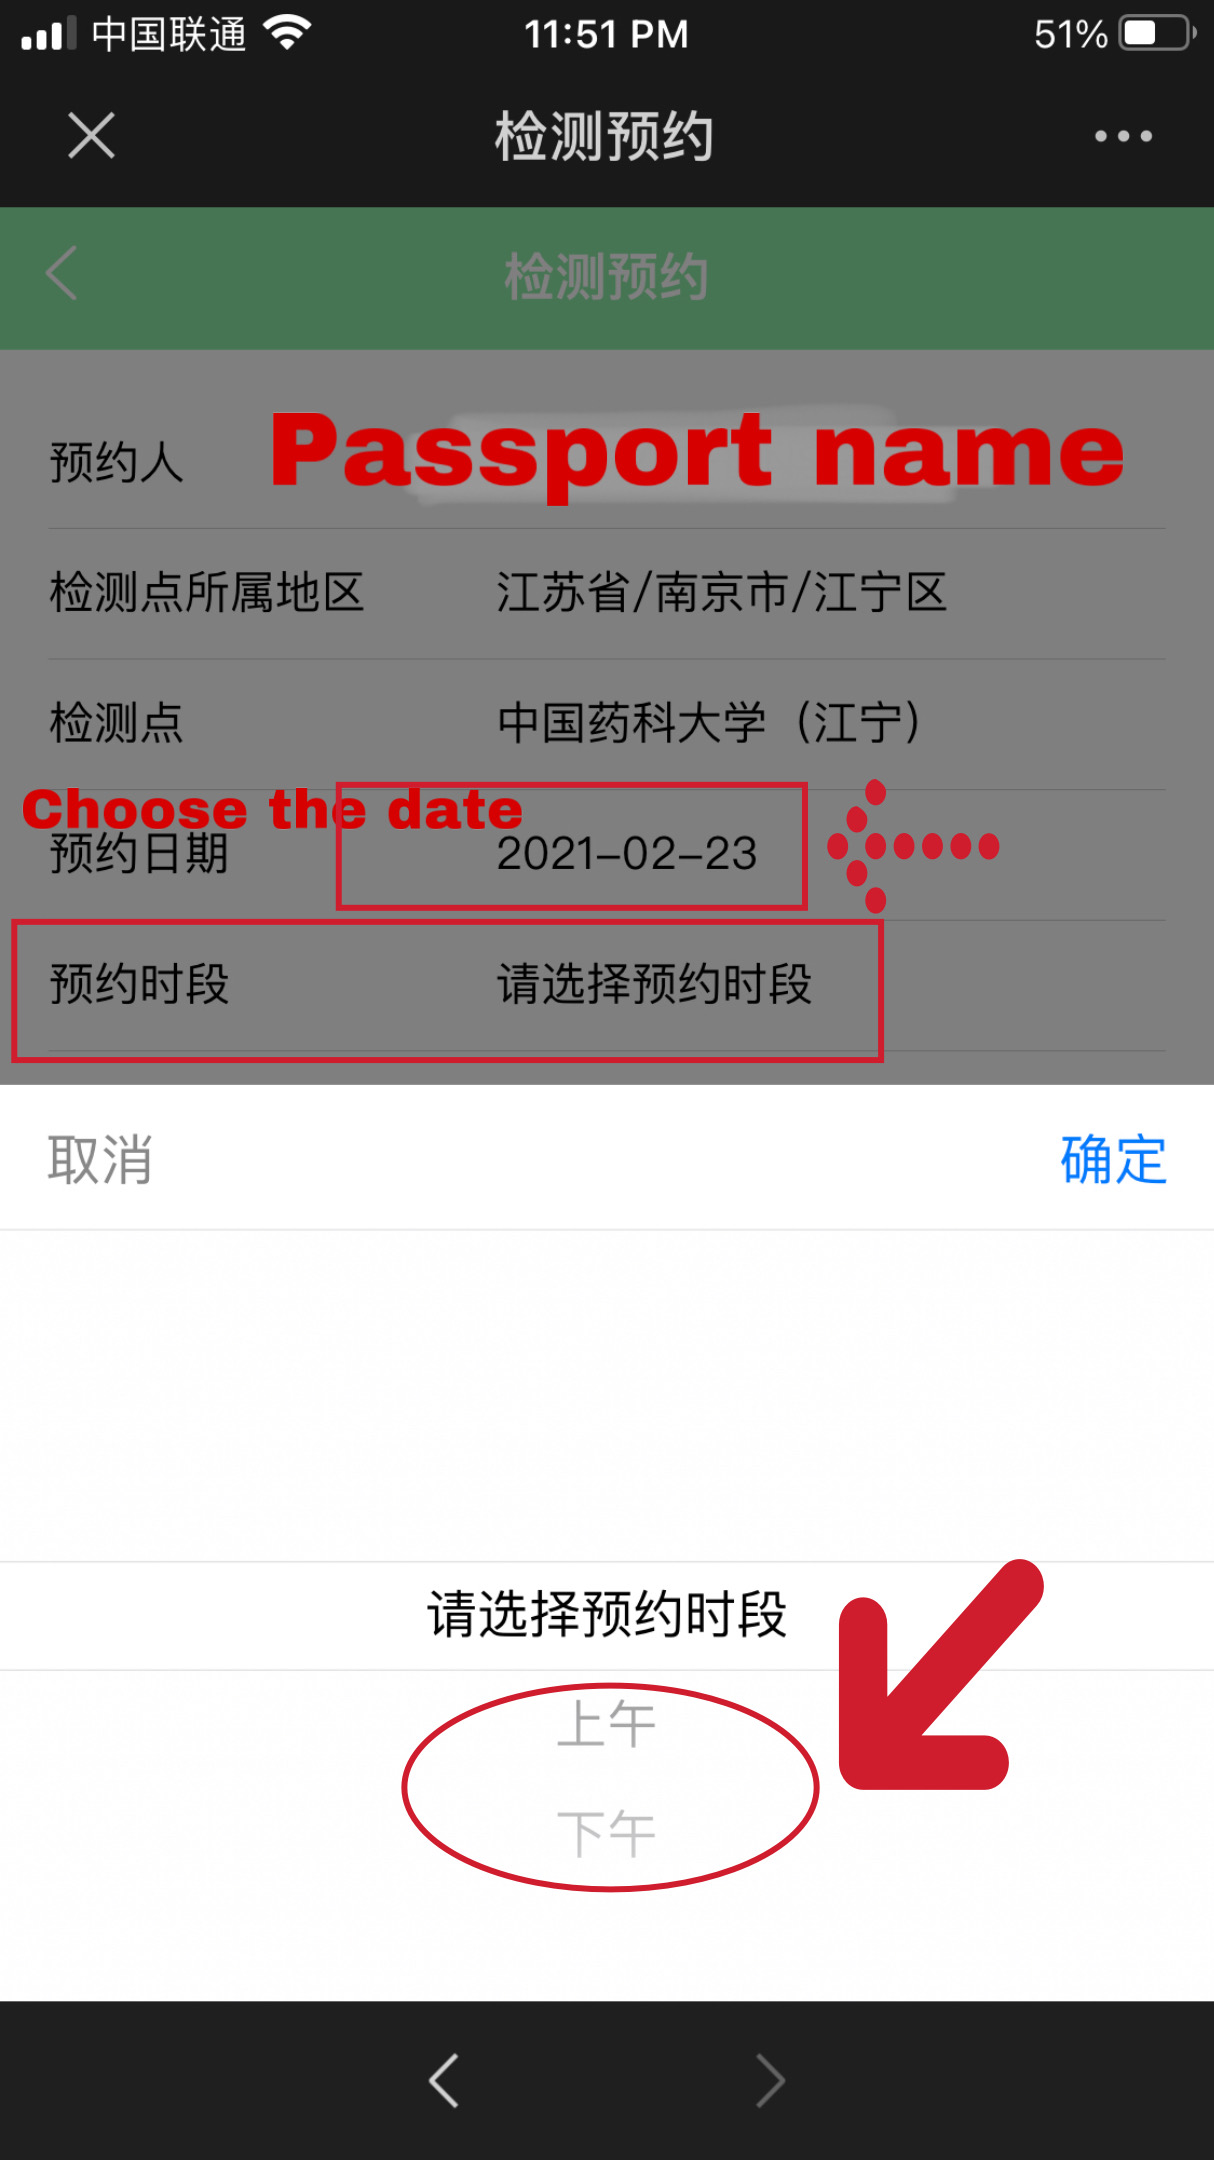 中国联通 11:51 PM 51%
检测预约
检测预约
预约人 Passport name
检测点所属地区 江苏省/南京市/江宁区
检测点 中国药科大学（江宁）
Choose the date
预约日期 2021-02-23
预约时段 请选择预约时段
取消 确定
请选择预约时段
上午
下午